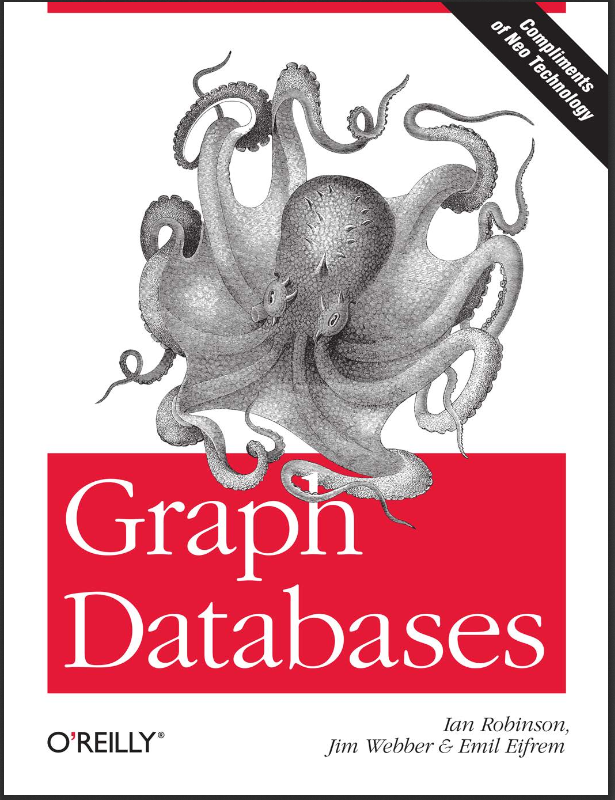 Compliments
of Neo Technology
Graph
Databases
Ian Robinson,
O'REILLY®
Jim Webber & Emil Eifrem